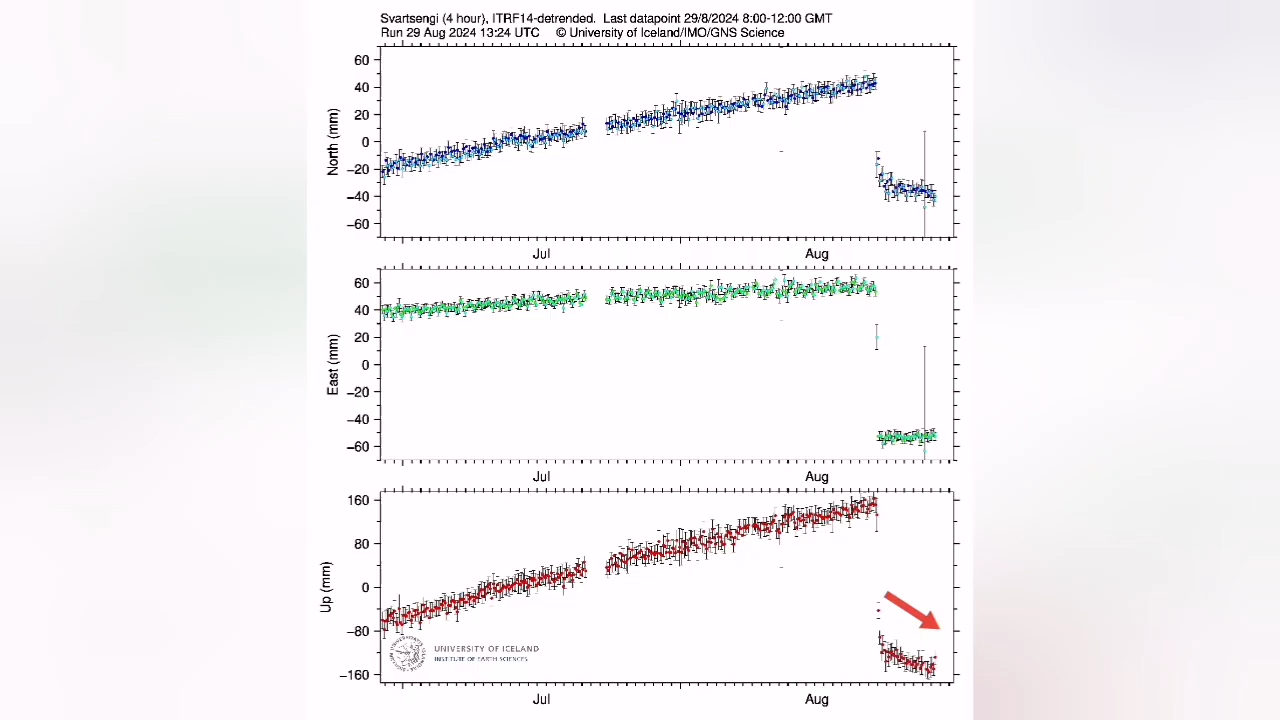 Svartsengi (4 hour), ITRF14-detrended. Last datapoint 29/8/2024 8:00-12:00 GMT
Run 29 Aug 2024 13:24 UTC © University of Iceland/IMO/GNS Science
North (mm)
60
40
20
0
−20
−40
−60
Jul Aug
East (mm)
60
40
20
0
−20
−40
−60
Jul Aug
Up (mm)
160
80
0
−80
−160
UNIVERSITY OF ICELAND
INSTITUTE OF EARTH SCIENCES
Jul Aug